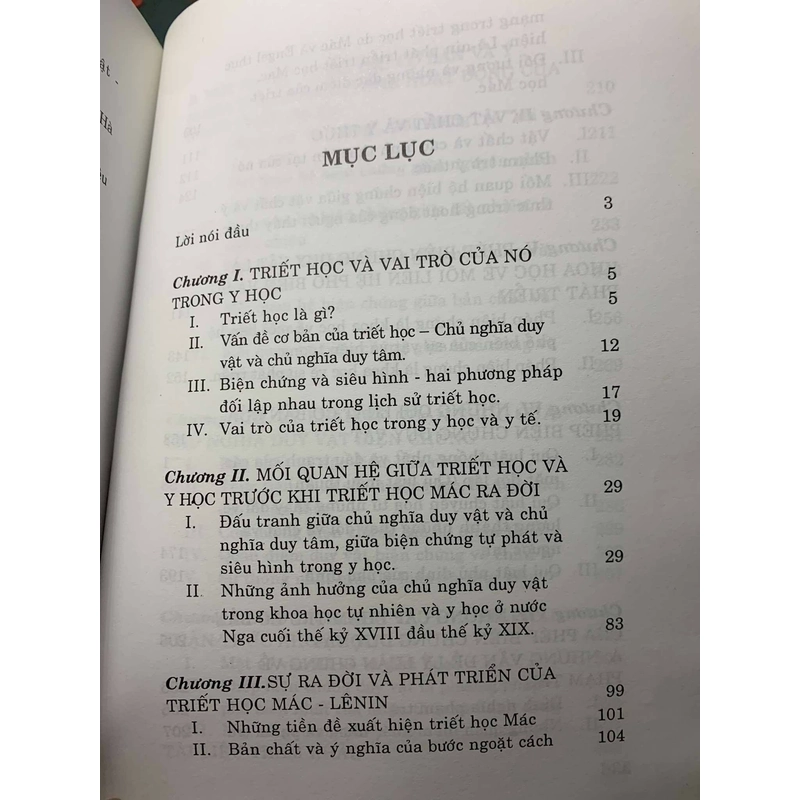 ật -
Hà
MỤC LỤC
Lời nói đầu 3
Chương I. TRIẾT HỌC VÀ VAI TRÒ CỦA NÓ
TRONG Y HỌC 5
I. Triết học là gì? 5
II. Vấn đề cơ bản của triết học – Chủ nghĩa duy
vật và chủ nghĩa duy tâm. 12
III. Biện chứng và siêu hình - hai phương pháp
đối lập nhau trong lịch sử triết học. 17
IV. Vai trò của triết học trong y học và y tế. 19
Chương II. MỐI QUAN HỆ GIỮA TRIẾT HỌC VÀ
Y HỌC TRƯỚC KHI TRIẾT HỌC MÁC RA ĐỜI 29
I. Đấu tranh giữa chủ nghĩa duy vật và chủ
nghĩa duy tâm, giữa biện chứng tự phát và
siêu hình trong y học. 29
II. Những ảnh hưởng của chủ nghĩa duy vật
trong khoa học tự nhiên và y học ở nước
Nga cuối thế kỷ XVIII đầu thế kỷ XIX. 83
Chương III. SỰ RA ĐỜI VÀ PHÁT TRIỂN CỦA
TRIẾT HỌC MÁC - LÊNIN 99
I. Những tiền đề xuất hiện triết học Mác 101
II. Bản chất và ý nghĩa của bước ngoặt cách 104